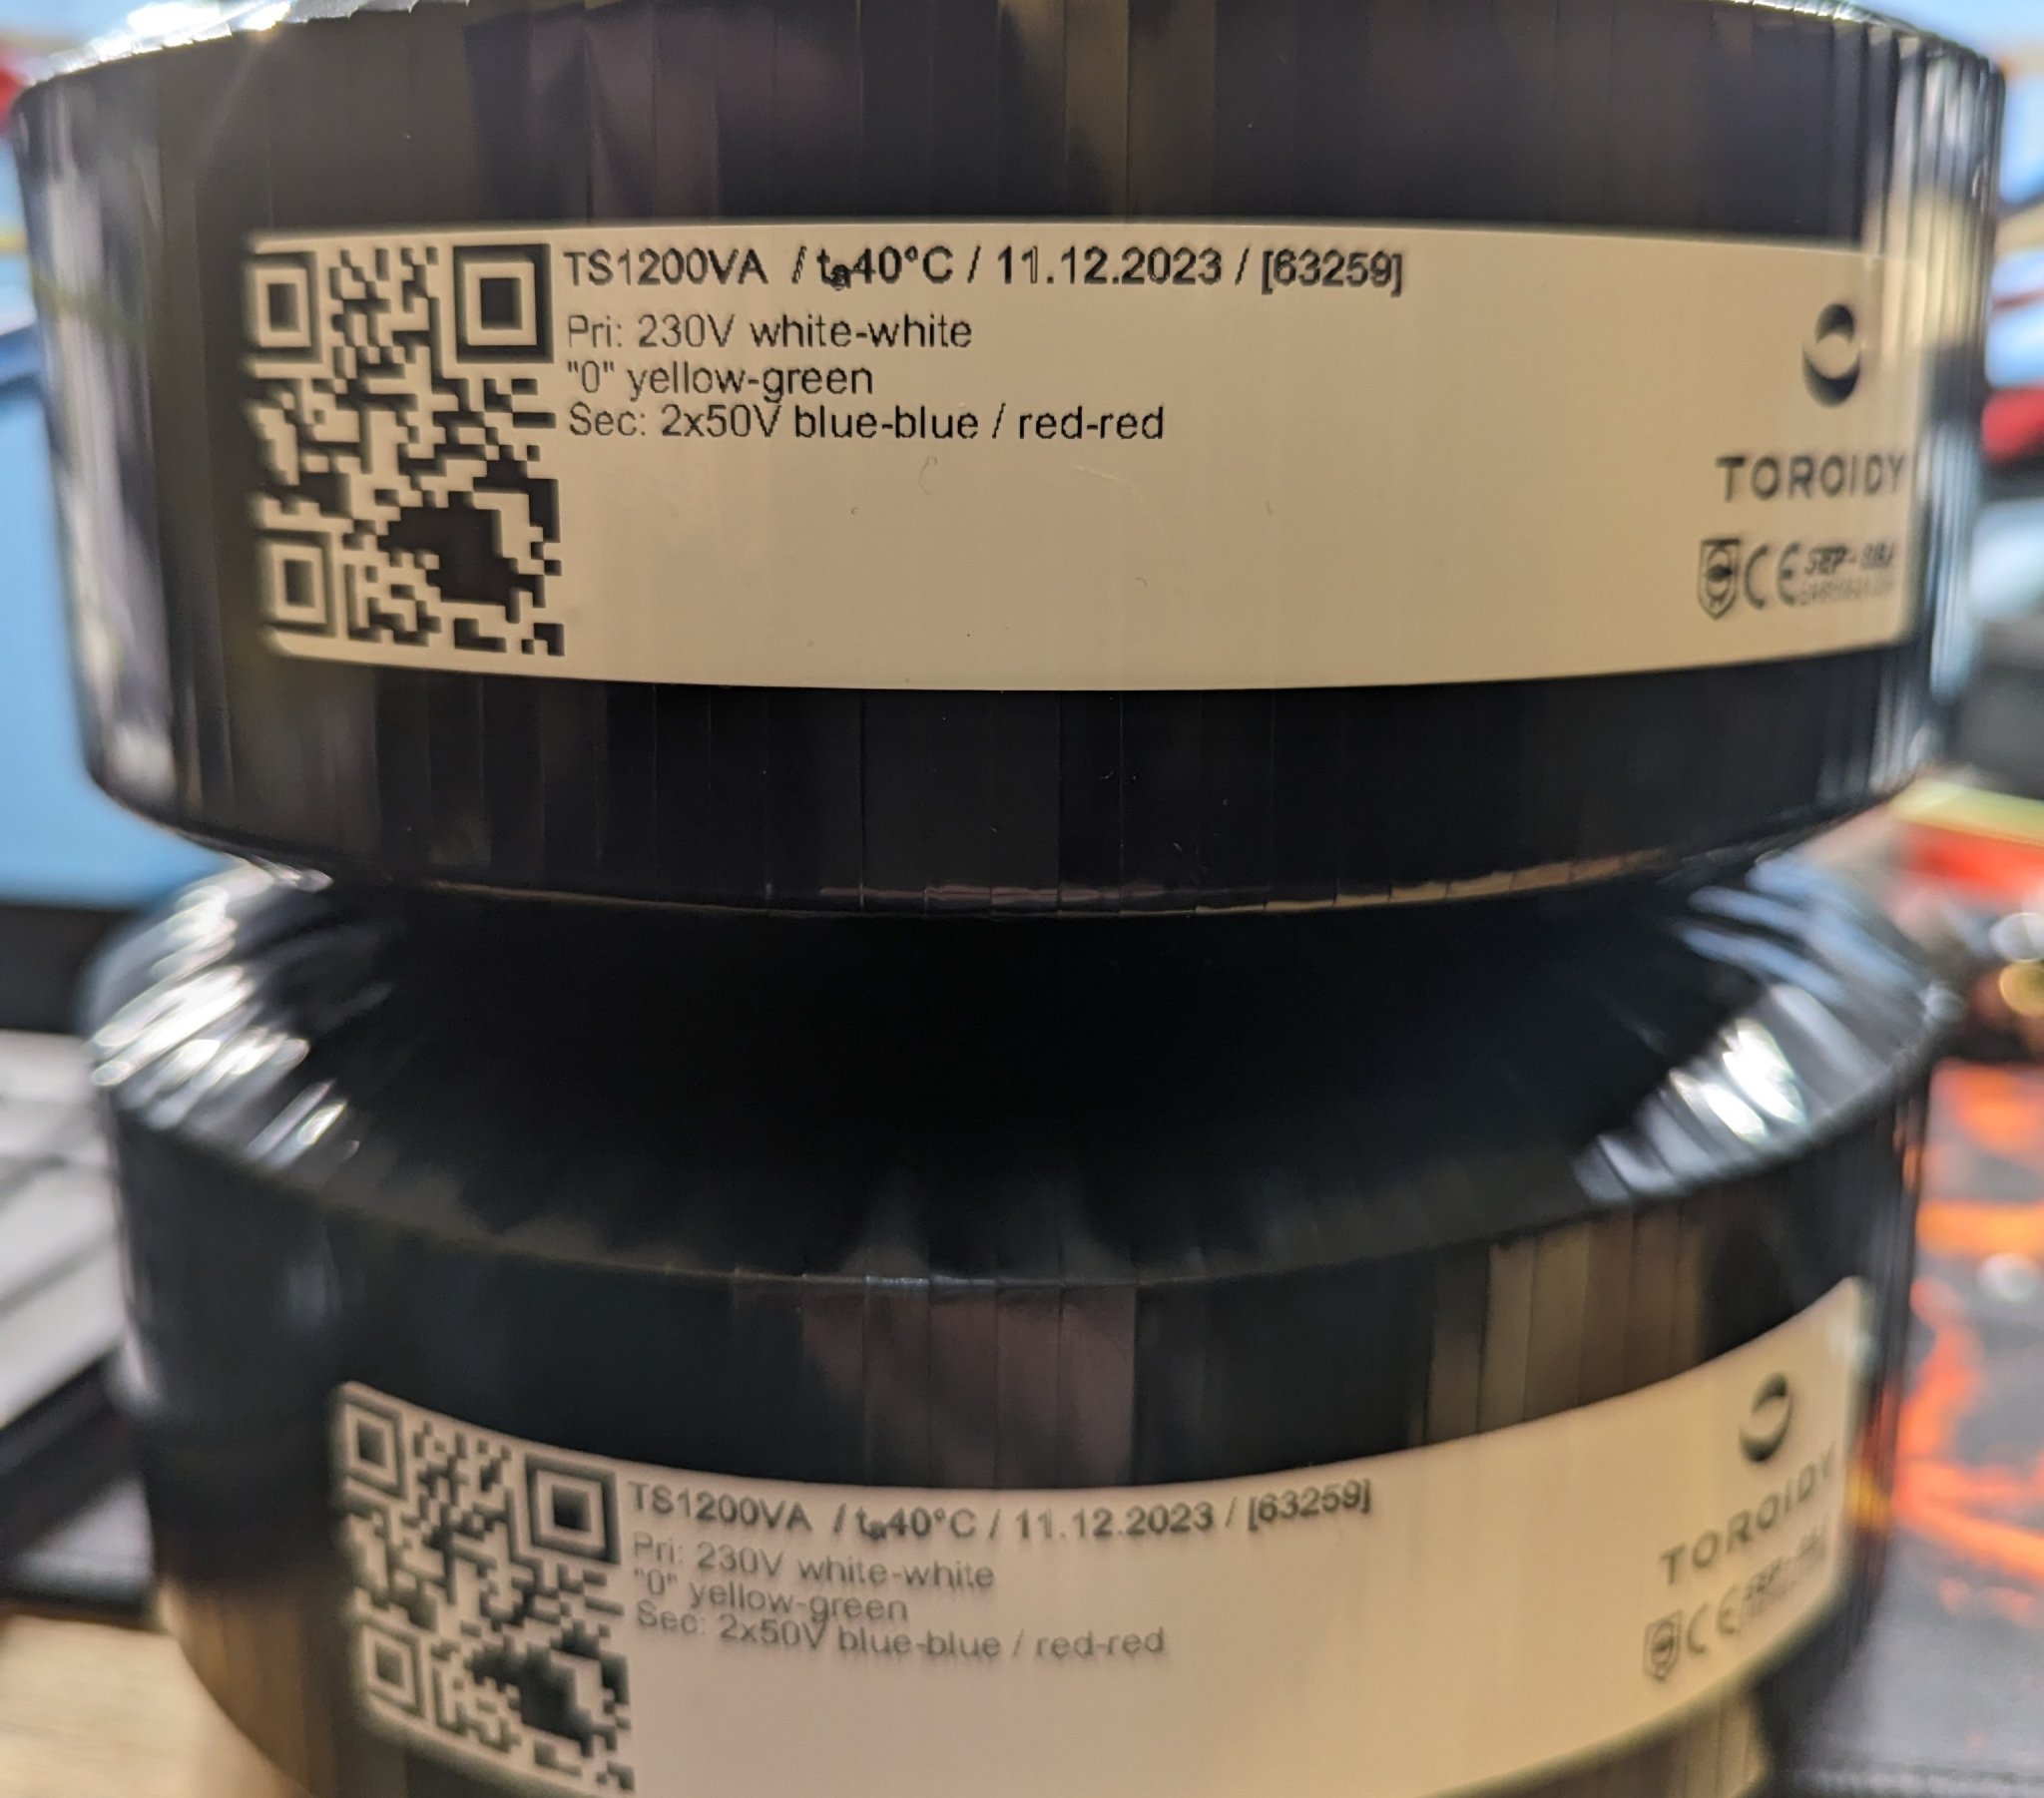 TS1200VA / ta40°C / 11.12.2023 / [63259]
Pri: 230V white-white
"0" yellow-green
Sec: 2x50V blue-blue / red-red
TOROIDY
CE
TS1200VA / ta40°C / 11.12.2023 / [63259]
Pri: 230V white-white
"0" yellow-green
Sec: 2x50V blue-blue / red-red
TOROIDY
CE